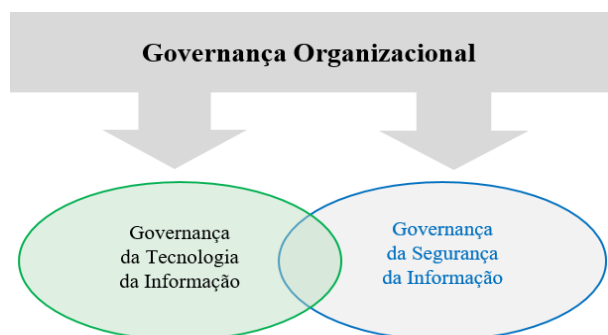 Governança Organizacional
Governança
da Tecnologia
da Informação
Governança
da Segurança
da Informação